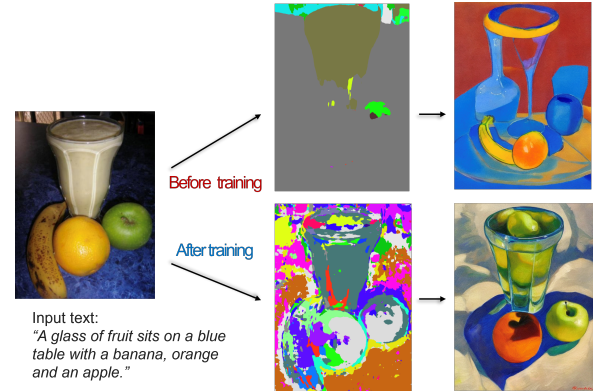 Before training
After training
Input text:
“A glass of fruit sits on a blue
table with a banana, orange
and an apple.”